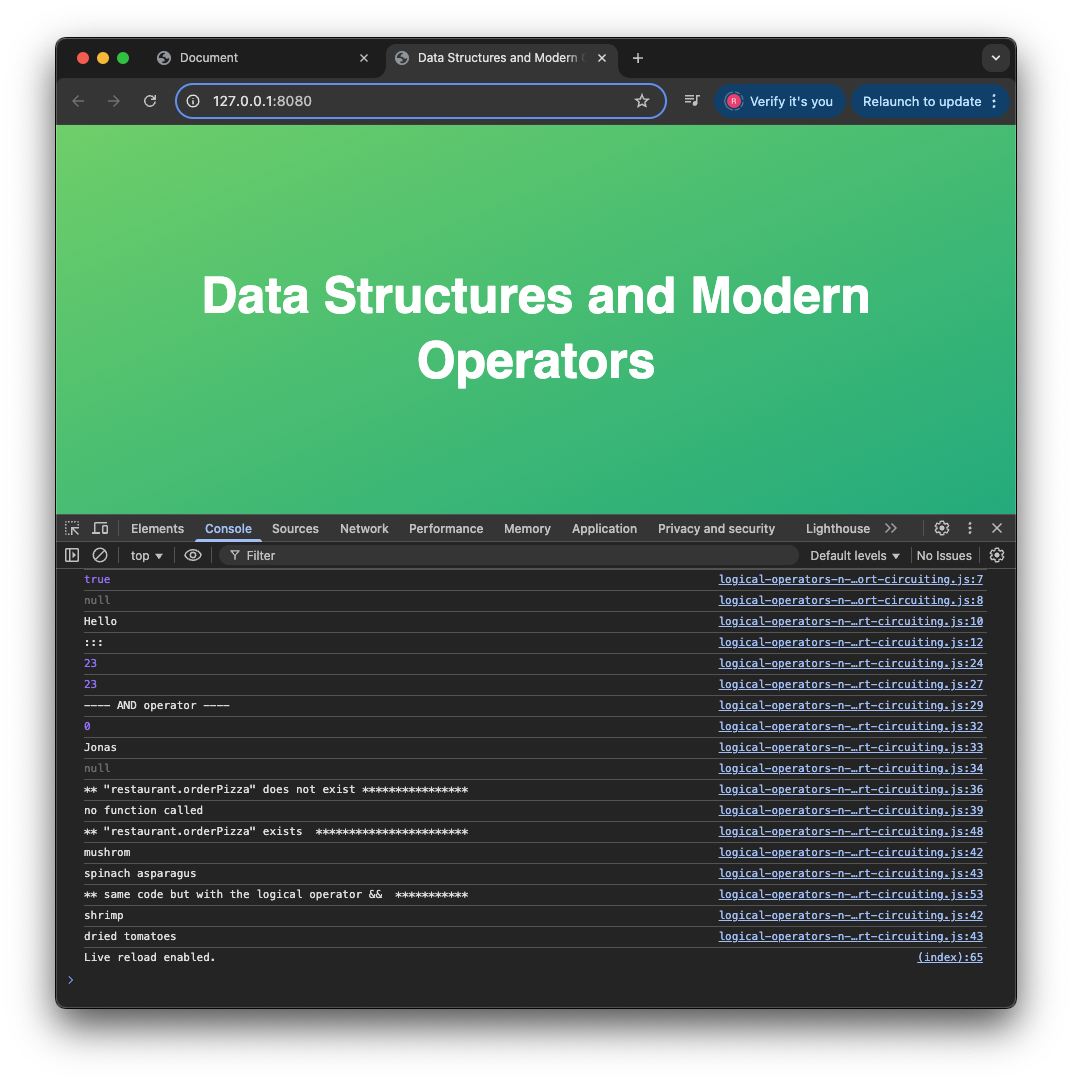 Document
Data Structures and Modern
127.0.0.1:8080
R
Verify it's you
Relaunch to update
Data Structures and Modern
Operators
Elements Console Sources Network Performance Memory Application Privacy and security Lighthouse
top Filter Default levels No Issues
true logical-operators-n-…ort-circuiting.js:7
null logical-operators-n-…ort-circuiting.js:8
Hello logical-operators-n-…rt-circuiting.js:10
::: logical-operators-n-…rt-circuiting.js:12
23 logical-operators-n-…rt-circuiting.js:24
23 logical-operators-n-…rt-circuiting.js:27
---- AND operator ---- logical-operators-n-…rt-circuiting.js:29
0 logical-operators-n-…rt-circuiting.js:32
Jonas logical-operators-n-…rt-circuiting.js:33
null logical-operators-n-…rt-circuiting.js:34
** "restaurant.orderPizza" does not exist **************** logical-operators-n-…rt-circuiting.js:36
no function called logical-operators-n-…rt-circuiting.js:39
** "restaurant.orderPizza" exists  *********************** logical-operators-n-…rt-circuiting.js:48
mushrom logical-operators-n-…rt-circuiting.js:42
spinach asparagus logical-operators-n-…rt-circuiting.js:43
** same code but with the logical operator &&  *********** logical-operators-n-…rt-circuiting.js:53
shrimp logical-operators-n-…rt-circuiting.js:42
dried tomatoes logical-operators-n-…rt-circuiting.js:43
Live reload enabled. (index):65